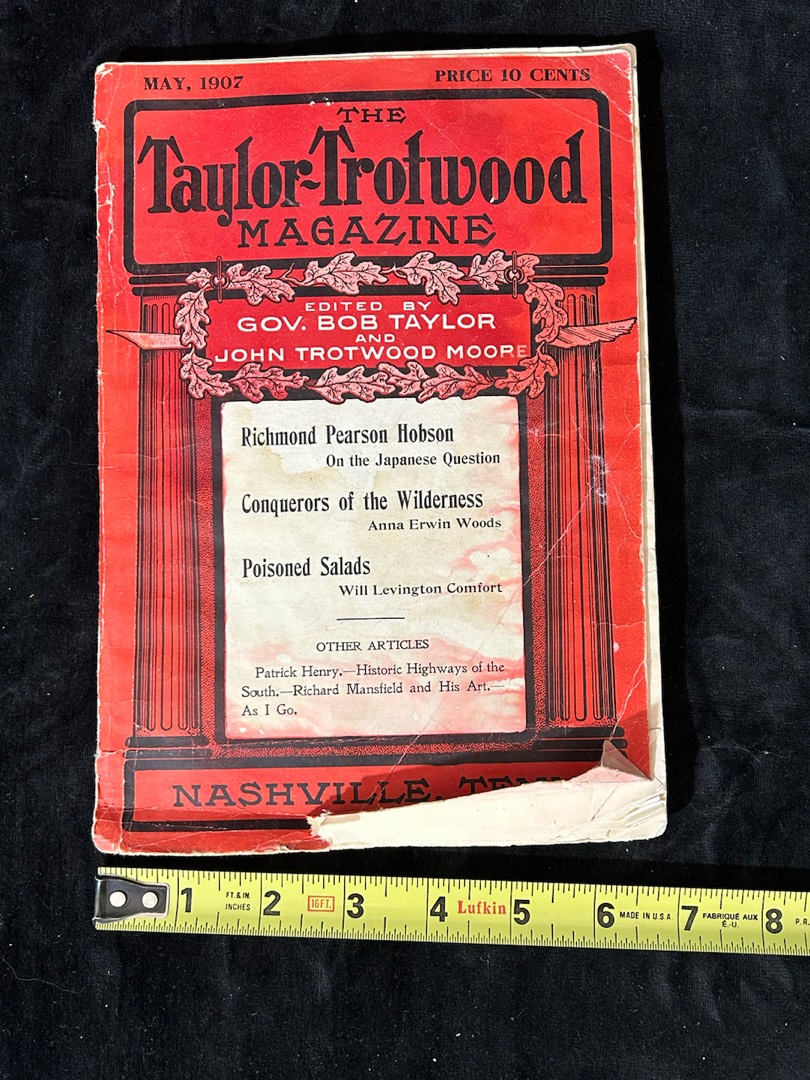 MAY, 1907 PRICE 10 CENTS
THE
Taylor-Trotwood
MAGAZINE
EDITED BY
GOV. BOB TAYLOR
AND
JOHN TROTWOOD MOORE
Richmond Pearson Hobson
On the Japanese Question
Conquerors of the Wilderness
Anna Erwin Woods
Poisoned Salads
Will Levington Comfort
OTHER ARTICLES
Patrick Henry.—Historic Highways of the
South.—Richard Mansfield and His Art.—
As I Go.
NASHVILLE, TENN
1 FT. & IN. INCHES 2 16FT. 3 4 Lufkin 5 6 MADE IN U.S.A 7 FABRIQUÉ AUX É.-U. 8 P.R.